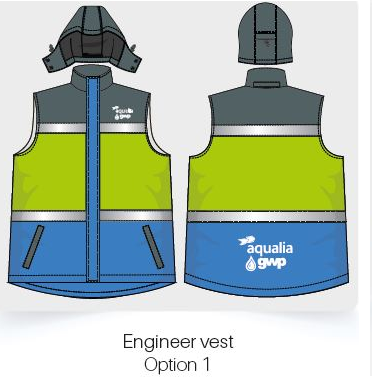 aqualia
gwp
aqualia
gwp
Engineer vest
Option 1